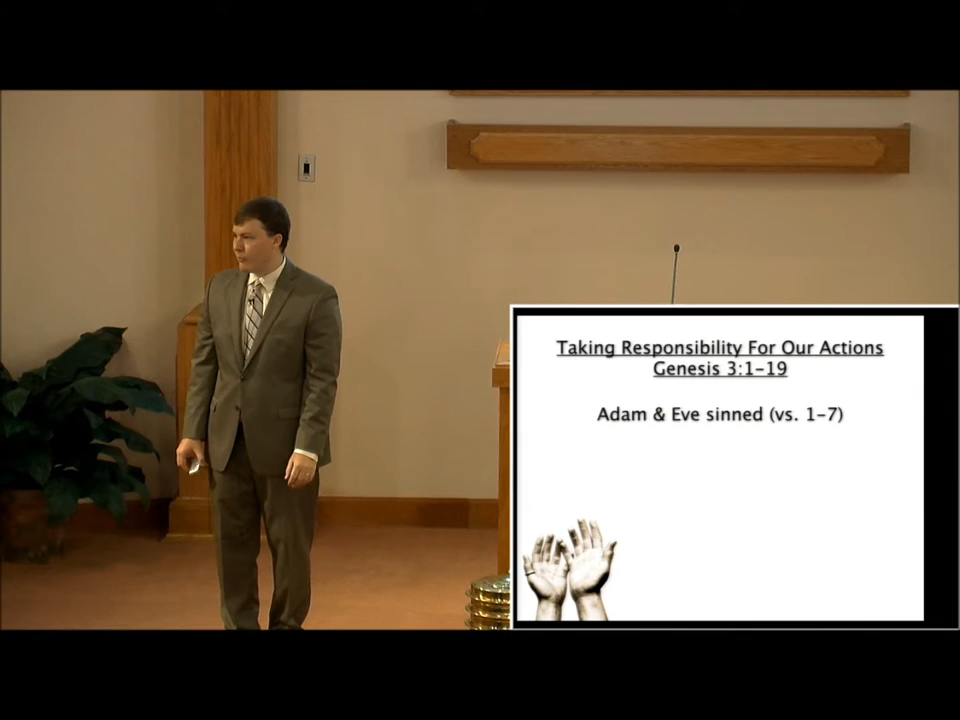 Taking Responsibility For Our Actions
Genesis 3:1-19
Adam & Eve sinned (vs. 1-7)